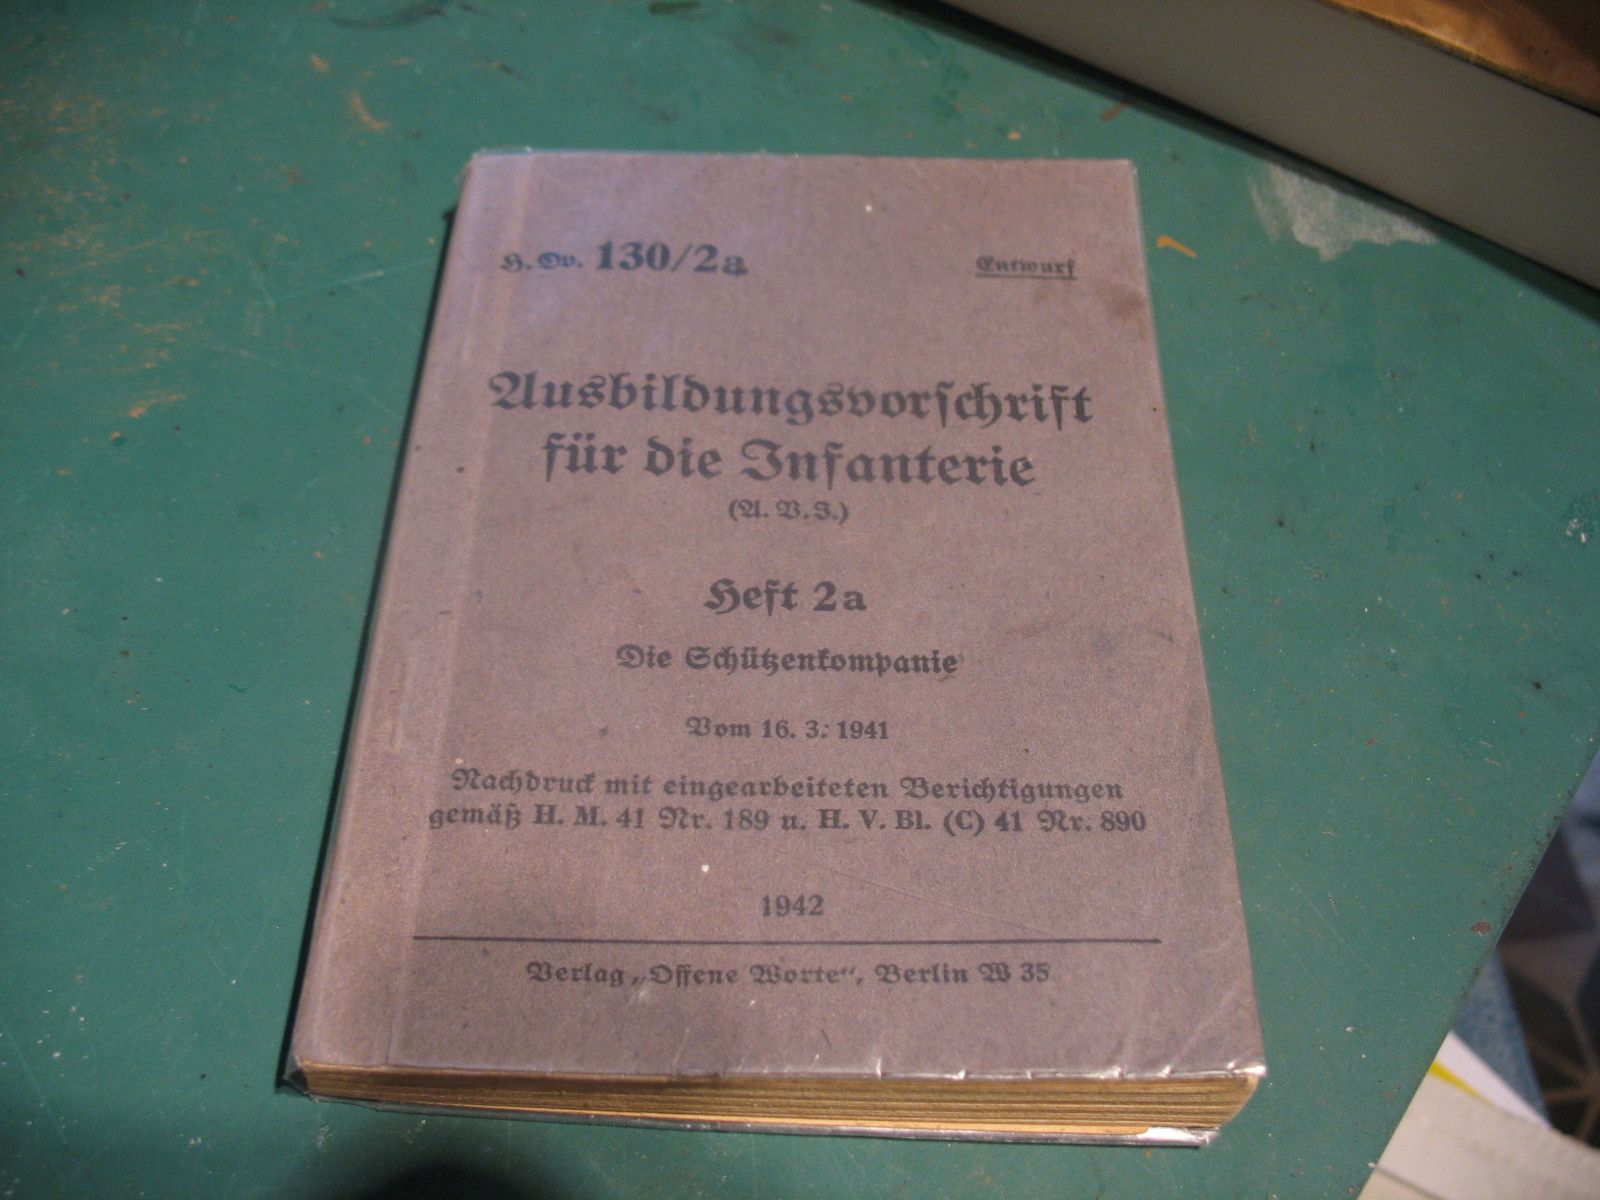 H. Dv. 130/2a
Entwurf
Ausbildungsvorschrift
für die Infanterie
(A. V. I.)
Heft 2a
Die Schützenkompanie
Vom 16. 3. 1941
Nachdruck mit eingearbeiteten Berichtigungen
gemäß H. M. 41 Nr. 189 u. H. V. Bl. (C) 41 Nr. 890
1942
Verlag „Offene Worte“, Berlin W 35